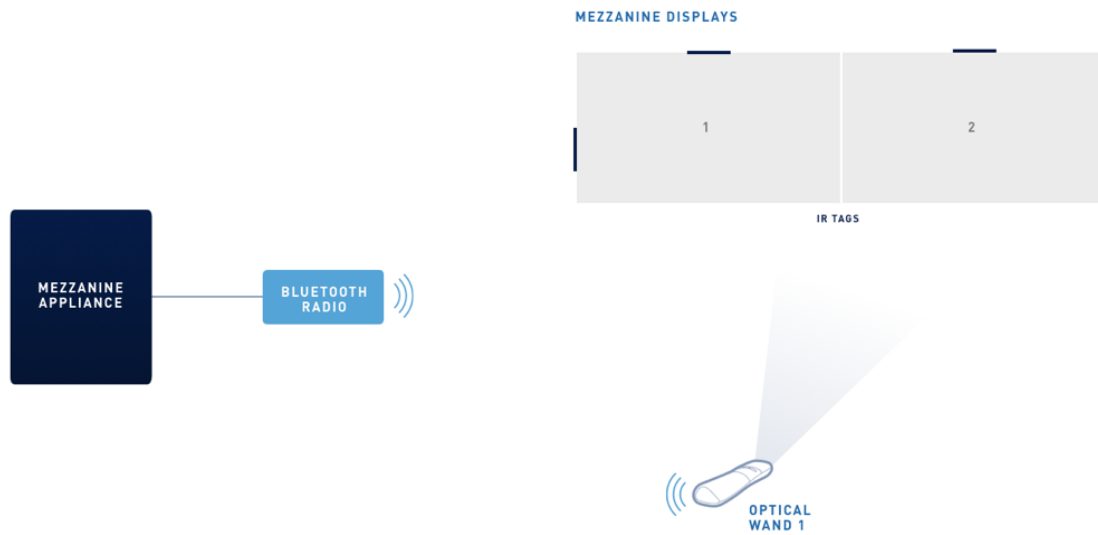 MEZZANINE DISPLAYS
1
2
IR TAGS
MEZZANINE
APPLIANCE
BLUETOOTH
RADIO
OPTICAL
WAND 1